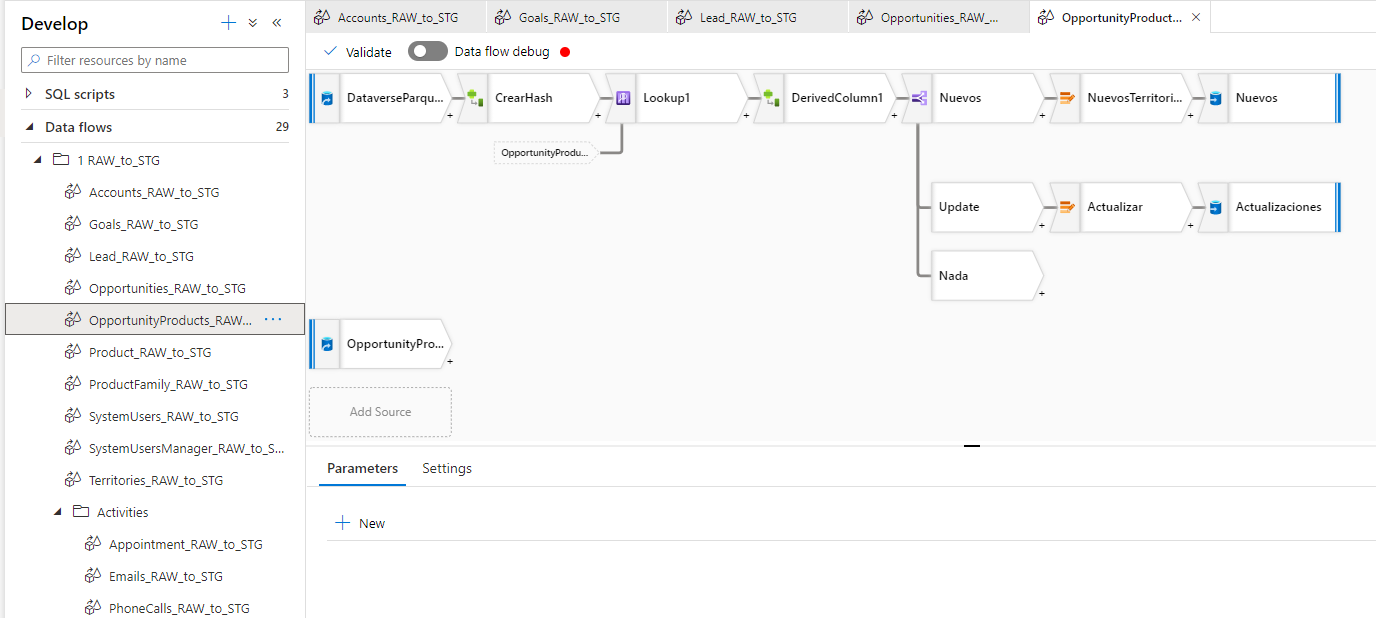 Develop
Filter resources by name
SQL scripts 3
Data flows 29
1 RAW_to_STG
Accounts_RAW_to_STG
Goals_RAW_to_STG
Lead_RAW_to_STG
Opportunities_RAW_to_STG
OpportunityProducts_RAW... ...
Product_RAW_to_STG
ProductFamily_RAW_to_STG
SystemUsers_RAW_to_STG
SystemUsersManager_RAW_to_S...
Territories_RAW_to_STG
Activities
Appointment_RAW_to_STG
Emails_RAW_to_STG
PhoneCalls_RAW_to_STG
Accounts_RAW_to_STG
Goals_RAW_to_STG
Lead_RAW_to_STG
Opportunities_RAW_...
OpportunityProduct...
Validate
Data flow debug
DataverseParqu...
CrearHash
Lookup1
DerivedColumn1
Nuevos
NuevosTerritori...
Nuevos
OpportunityProdu...
Update
Actualizar
Actualizaciones
Nada
OpportunityPro...
Add Source
Parameters
Settings
New